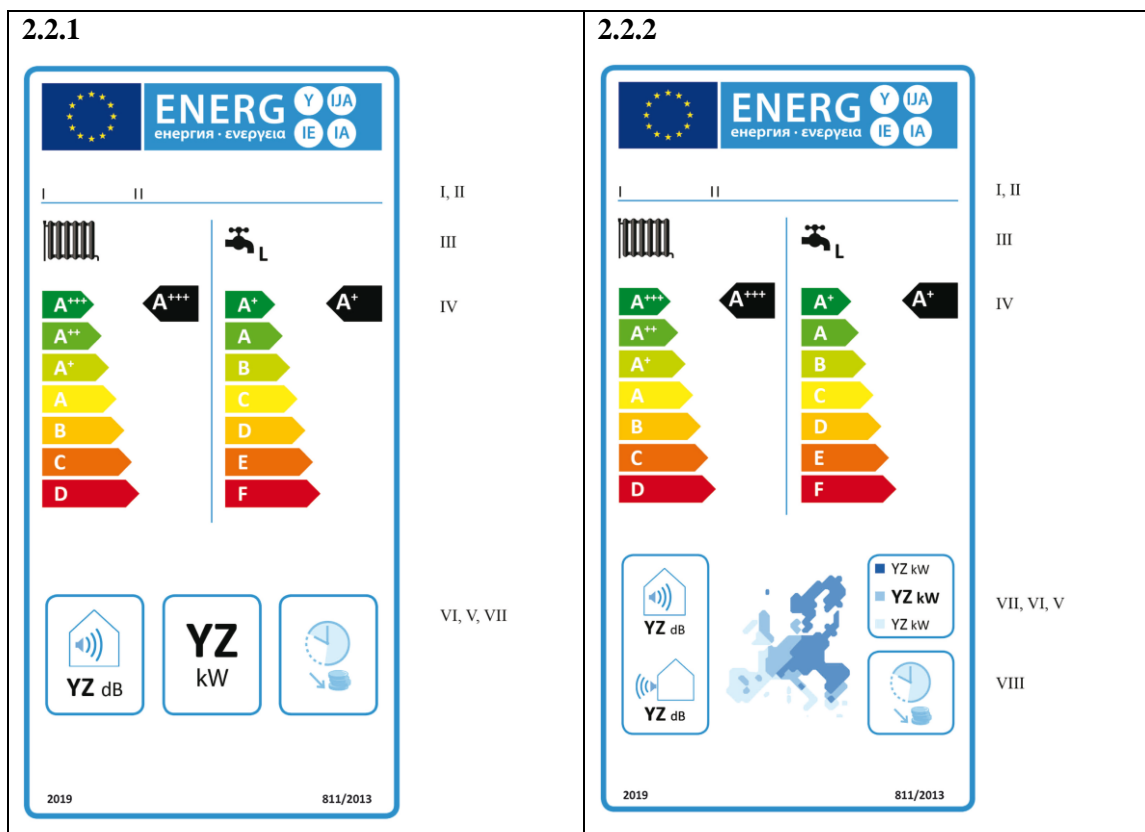 2.2.1
ENERG Y IJA
енергия · ενεργεια IE IA
I II
I, II
III
L
A+++ A+++ A+ A+
IV
A++ A
A+ B
A C
B D
C E
D F
VI, V, VII
YZ dB
YZ
kW
2019 811/2013
2.2.2
ENERG Y IJA
енергия · ενεργεια IE IA
I II
I, II
III
L
A+++ A+++ A+ A+
IV
A++ A
A+ B
A C
B D
C E
D F
YZ dB
YZ dB
YZ kW
YZ kW
YZ kW
VII, VI, V
VIII
2019 811/2013